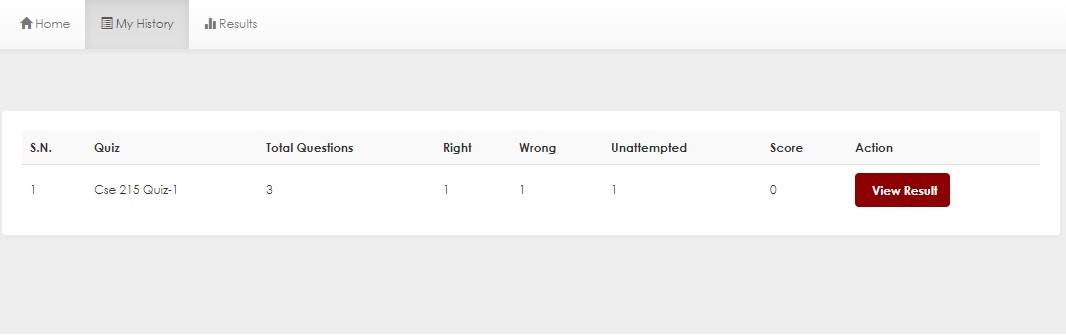 Home My History Results
S.N. Quiz Total Questions Right Wrong Unattempted Score Action
1 Cse 215 Quiz-1 3 1 1 1 0 View Result